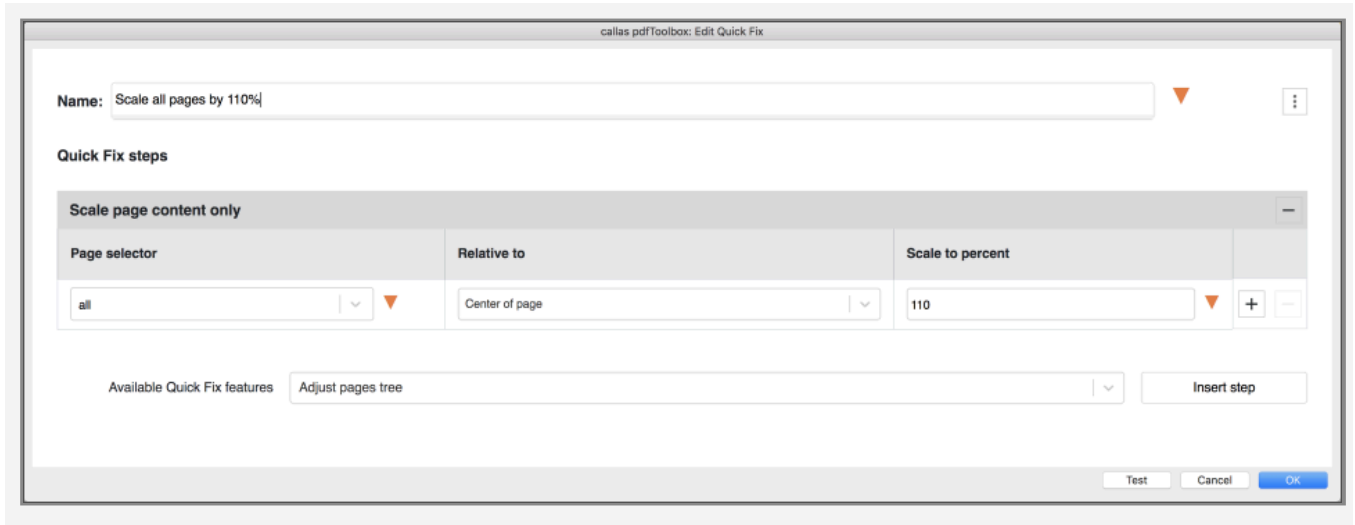 callas pdfToolbox: Edit Quick Fix
Name: Scale all pages by 110%
Quick Fix steps
Scale page content only
Page selector Relative to Scale to percent
all Center of page 110
Available Quick Fix features Adjust pages tree Insert step
Test Cancel OK